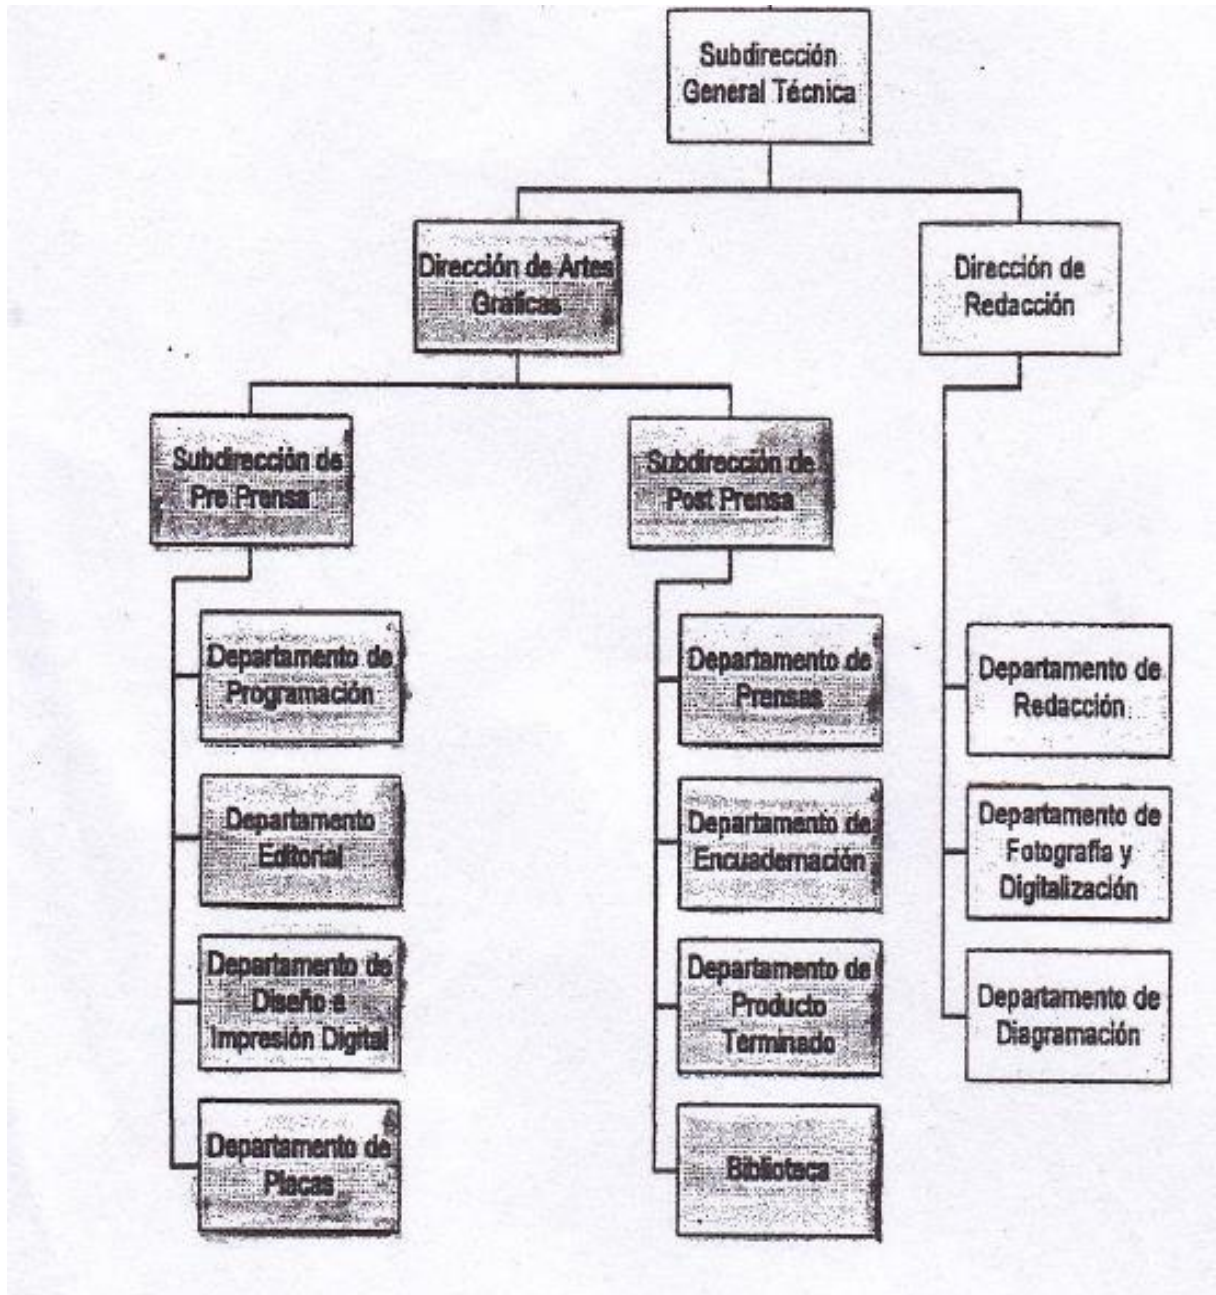 Subdirección
General Técnica
Dirección de Artes
Graficas
Dirección de
Redacción
Subdirección de
Pre Prensa
Subdirección de
Post Prensa
Departamento de
Programación
Departamento
Editorial
Departamento de
Diseño e
Impresión Digital
Departamento de
Placas
Departamento de
Prensas
Departamento de
Encuadernación
Departamento de
Producto
Terminado
Biblioteca
Departamento de
Redacción
Departamento de
Fotografía y
Digitalización
Departamento de
Diagramación